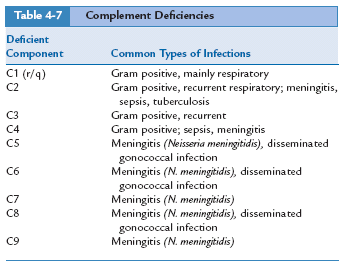 Table 4-7 Complement Deficiencies
Deficient
Component Common Types of Infections
C1 (r/q) Gram positive, mainly respiratory
C2 Gram positive, recurrent respiratory; meningitis,
sepsis, tuberculosis
C3 Gram positive, recurrent
C4 Gram positive; sepsis, meningitis
C5 Meningitis (Neisseria meningitidis), disseminated
gonococcal infection
C6 Meningitis (N. meningitidis), disseminated
gonococcal infection
C7 Meningitis (N. meningitidis)
C8 Meningitis (N. meningitidis), disseminated
gonococcal infection
C9 Meningitis (N. meningitidis)